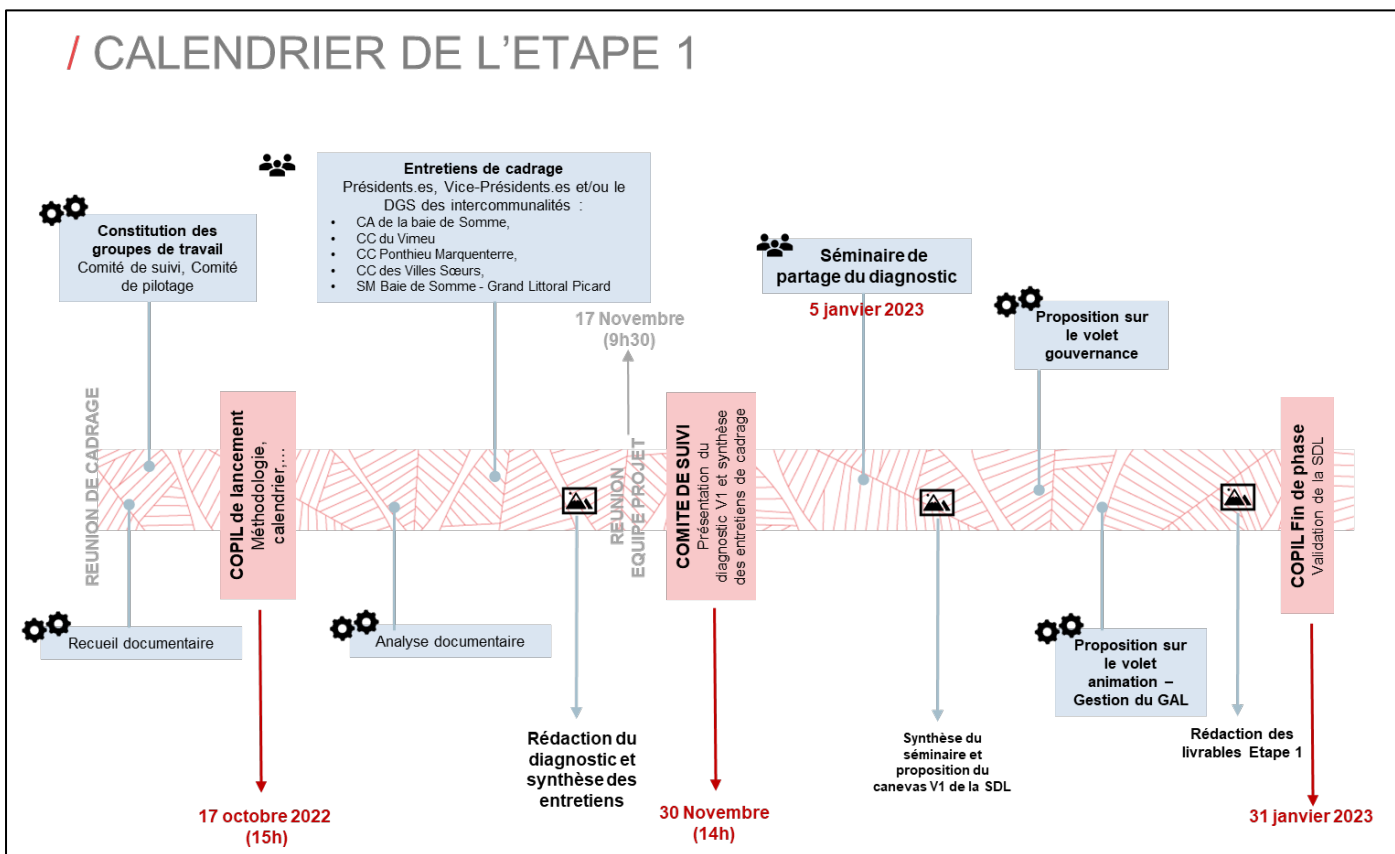 / CALENDRIER DE L’ETAPE 1
Constitution des
groupes de travail
Comité de suivi, Comité
de pilotage
Entretiens de cadrage
Présidents.es, Vice-Présidents.es et/ou le
DGS des intercommunalités :
• CA de la baie de Somme,
• CC du Vimeu
• CC Ponthieu Marquenterre,
• CC des Villes Sœurs,
• SM Baie de Somme - Grand Littoral Picard
17 Novembre
(9h30)
Séminaire de
partage du diagnostic
5 janvier 2023
Proposition sur
le volet
gouvernance
REUNION DE CADRAGE
COPIL de lancement
Méthodologie,
calendrier,…
REUNION
EQUIPE PROJET
COMITE DE SUIVI
Présentation du
diagnostic V1 et synthèse
des entretiens de cadrage
COPIL Fin de phase
Validation de la SDL
Recueil documentaire
Analyse documentaire
Proposition sur
le volet
animation –
Gestion du GAL
Rédaction du
diagnostic et
synthèse des
entretiens
Synthèse du
séminaire et
proposition du
canevas V1 de la SDL
Rédaction des
livrables Etape 1
17 octobre 2022
(15h)
30 Novembre
(14h)
31 janvier 2023